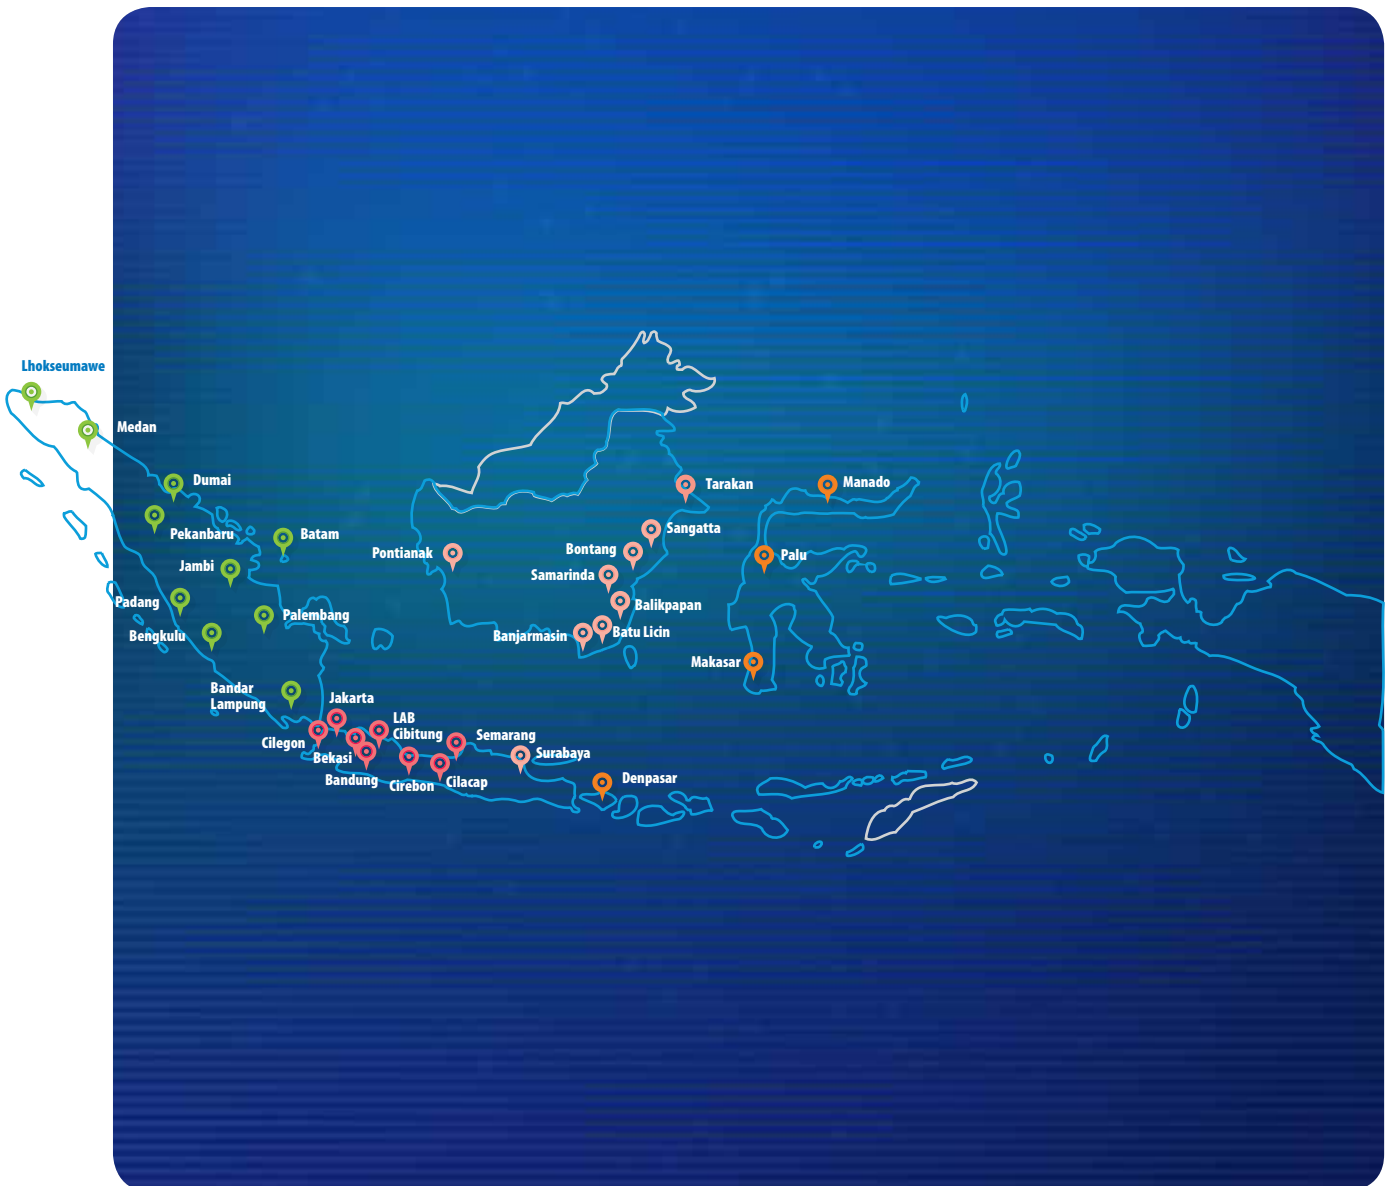 Lhokseumawe
Medan
Dumai
Pekanbaru
Batam
Jambi
Padang
Palembang
Bengkulu
Bandar
Lampung
Jakarta
Cilegon
LAB
Cibitung
Bekasi
Bandung
Cirebon
Cilacap
Semarang
Surabaya
Denpasar
Pontianak
Tarakan
Sangatta
Bontang
Samarinda
Balikpapan
Batu Licin
Banjarmasin
Manado
Palu
Makasar